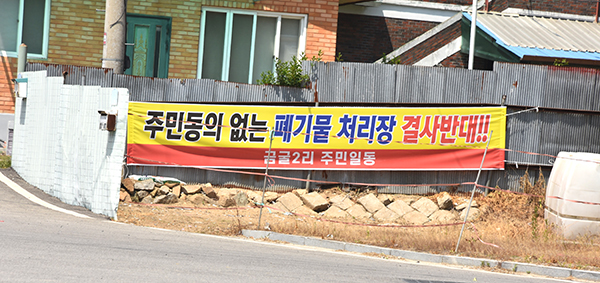 주민동의 없는 폐기물 처리장 결사반대!!
곰굴2리 주민일동